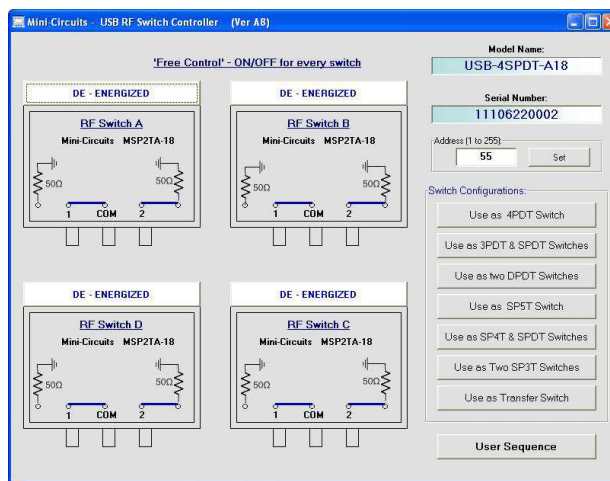 Mini-Circuits - USB RF Switch Controller (Ver A8)
'Free Control' - ON/OFF for every switch
Model Name:
USB-4SPDT-A18
Serial Number:
11106220002
Address (1 to 255):
55 Set
DE - ENERGIZED
RF Switch A
Mini-Circuits MSP2TA-18
50Ω 50Ω
1 COM 2
DE - ENERGIZED
RF Switch B
Mini-Circuits MSP2TA-18
50Ω 50Ω
1 COM 2
DE - ENERGIZED
RF Switch D
Mini-Circuits MSP2TA-18
50Ω 50Ω
1 COM 2
DE - ENERGIZED
RF Switch C
Mini-Circuits MSP2TA-18
50Ω 50Ω
1 COM 2
Switch Configurations:
Use as 4PDT Switch
Use as 3PDT & SPDT Switches
Use as two DPDT Switches
Use as SP5T Switch
Use as SP4T & SPDT Switches
Use as Two SP3T Switches
Use as Transfer Switch
User Sequence